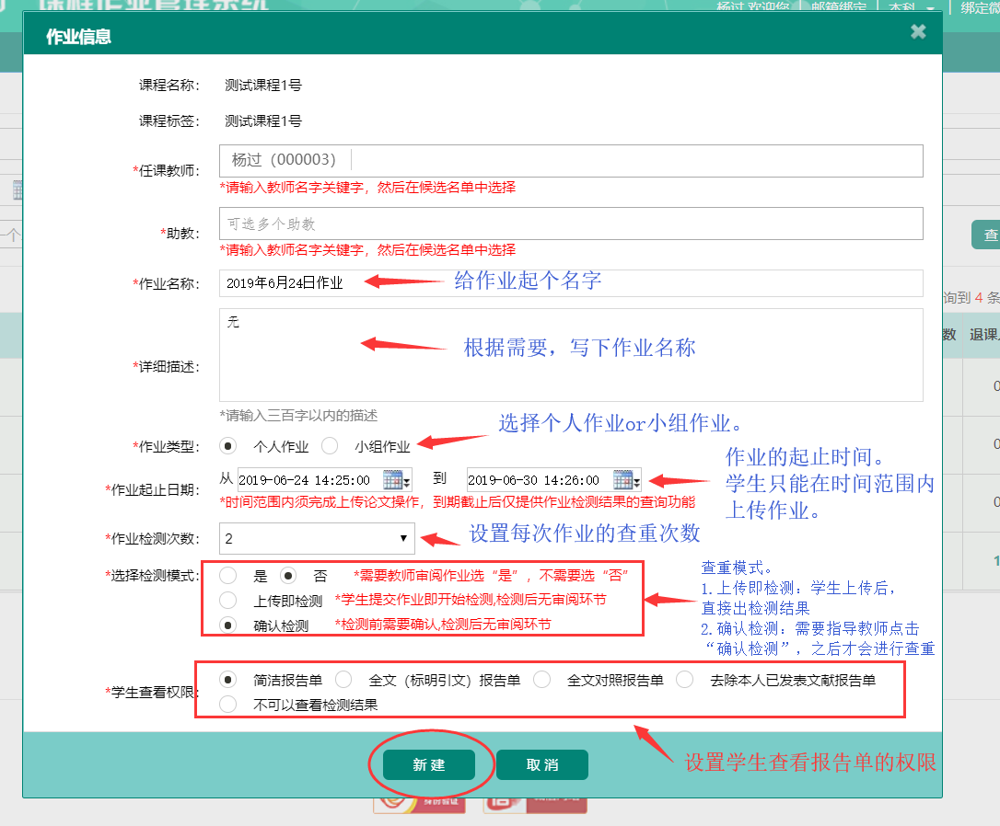 课程作业管理系统
杨过 欢迎您 邮箱绑定 本科 绑定微
作业信息
课程名称： 测试课程1号
课程标签： 测试课程1号
*任课教师： 杨过（000003）
*请输入教师名字关键字，然后在候选名单中选择
*助教： 可选多个助教
*请输入教师名字关键字，然后在候选名单中选择
查
*作业名称： 2019年6月24日作业 给作业起个名字
询到 4 条
数 退课
*详细描述： 无
根据需要，写下作业名称
*请输入三百字以内的描述
*作业类型： 个人作业 小组作业
选择个人作业or小组作业。
*作业起止日期： 从 2019-06-24 14:25:00 到 2019-06-30 14:26:00
*时间范围内须完成上传论文操作，到期截止后仅提供作业检测结果的查询功能
作业的起止时间。
学生只能在时间范围内
上传作业。
*作业检测次数： 2 设置每次作业的查重次数
*选择检测模式： 是 否 *需要教师审阅作业选“是”，不需要选“否”
上传即检测 *学生提交作业即开始检测,检测后无审阅环节
确认检测 *检测前需要确认,检测后无审阅环节
查重模式。
1.上传即检测：学生上传后，
直接出检测结果
2.确认检测：需要指导教师点击
“确认检测”，之后才会进行查重
*学生查看权限： 简洁报告单 全文（标明引文）报告单 全文对照报告单 去除本人已发表文献报告单
不可以查看检测结果
新 建 取 消
设置学生查看报告单的权限